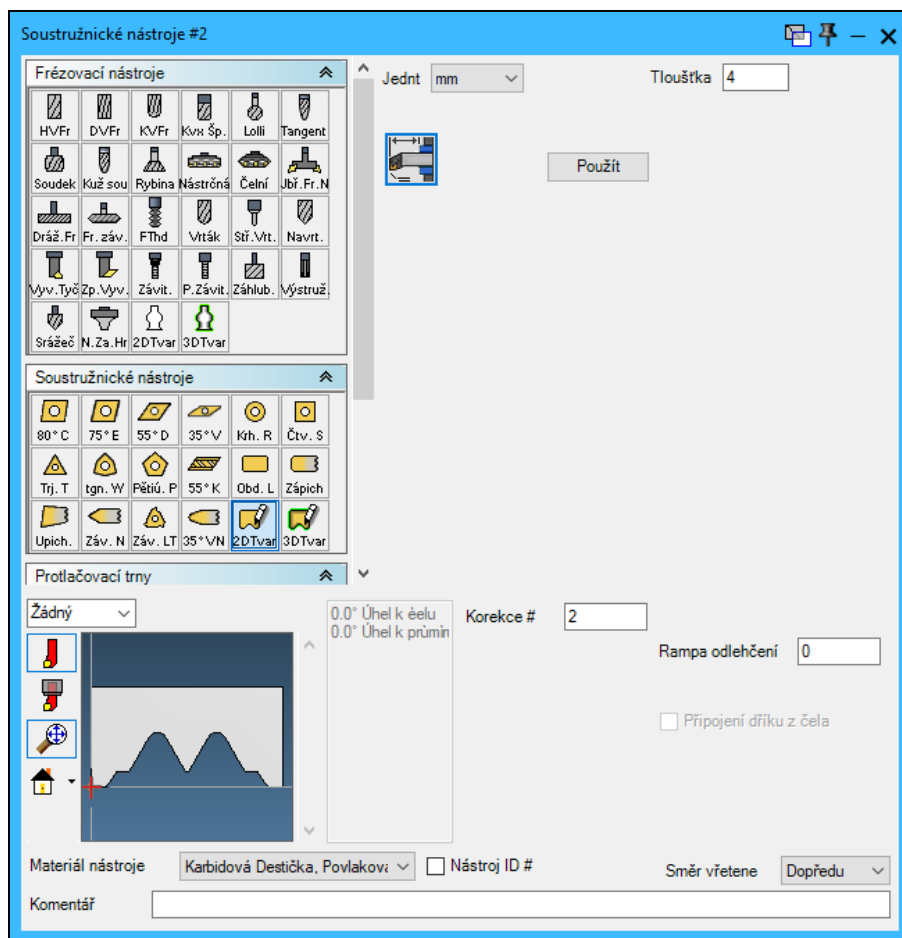 Soustružnické nástroje #2
Frézovací nástroje
Jednt mm
Tloušťka 4
HVFr DVFr KVFr Kvx Šp. Lolli Tangent
Použít
Soudek Kuž sou Rybina Nástrčná Čelní Jbř.Fr.N
Dráž.Fr Fr. záv. FThd Vrták Stř.Vrt. Navrt.
Vyv.Tyč Zp.Vyv. Závit. P.Závit. Záhlub. Výstruž.
Srážeč N.Za.Hr 2DTvar 3DTvar
Soustružnické nástroje
80°C 75°E 55°D 35°V Krh. R Čtv. S
Trj. T tgn. W Pětiú. P 55°K Obd. L Zápich
Upich. Záv. N Záv. LT 35°VN 2DTvar 3DTvar
Protlačovací trny
Žádný
0.0° Úhel k èelu
0.0° Úhel k prùmìn
Korekce # 2
Rampa odlehčení 0
Připojení dříku z čela
Materiál nástroje Karbidová Destička, Povlakova
Nástroj ID #
Směr vřetene Dopředu
Komentář